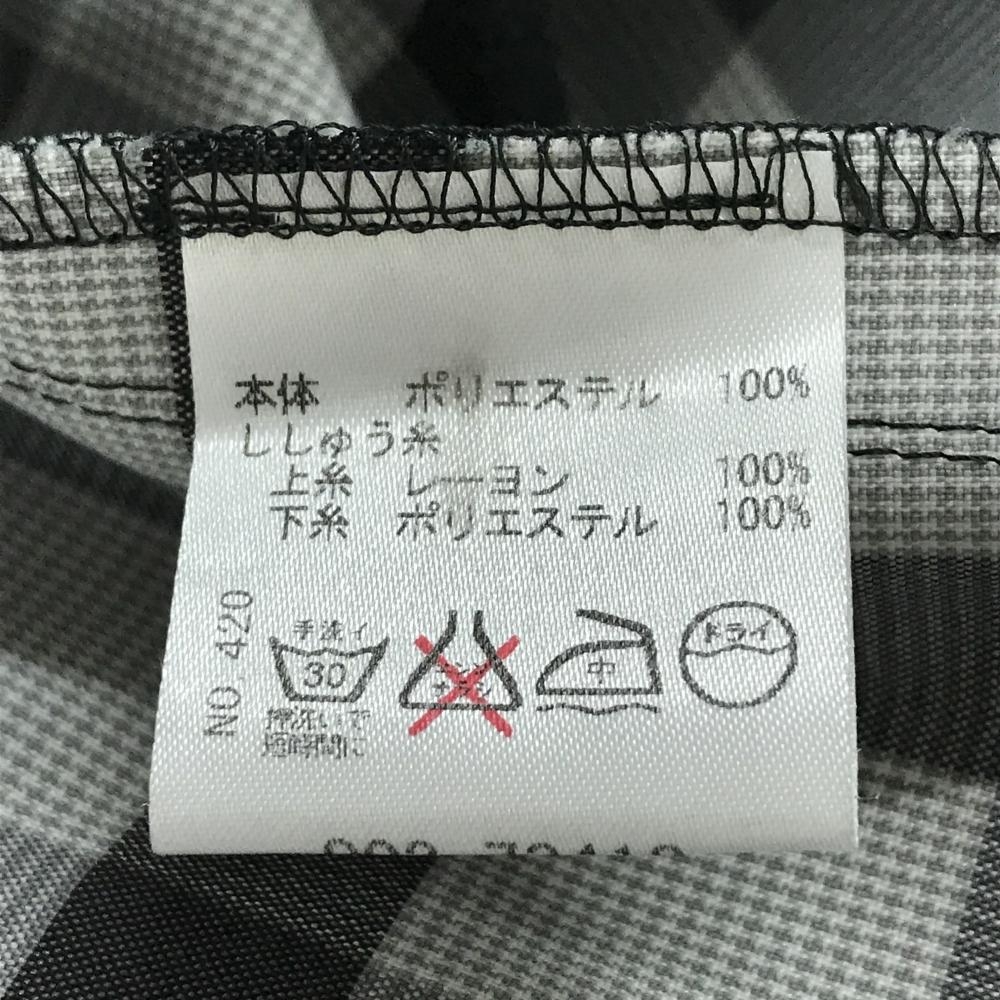 本体 ポリエステル 100%
ししゅう糸
上糸 レーヨン 100%
下糸 ポリエステル 100%
NO. 420
手洗イ
30
中
ドライ
押洗いで
短時間に